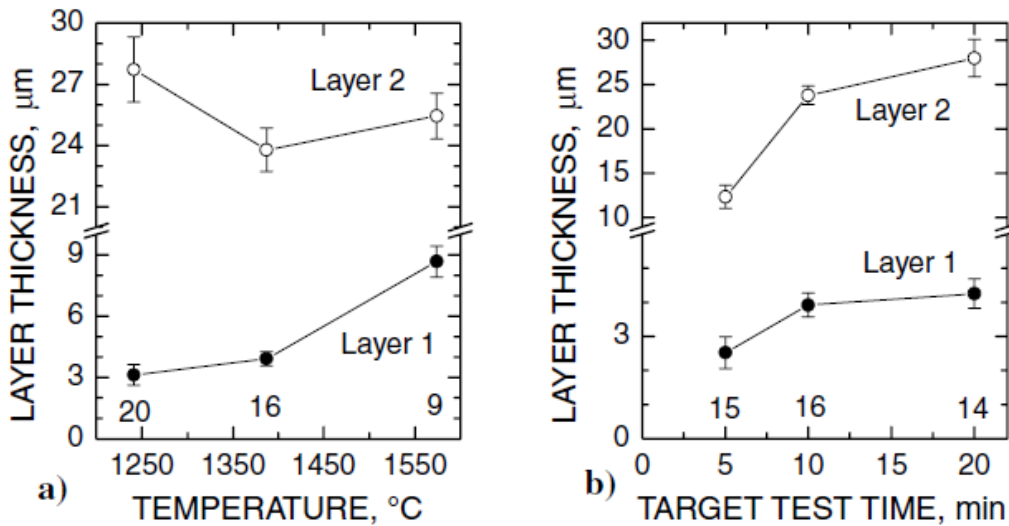 LAYER THICKNESS, μm
30
27
24
21
9
6
3
0
Layer 2
Layer 1
20 16 9
1250 1350 1450 1550
TEMPERATURE, °C
a)
LAYER THICKNESS, μm
30
25
20
15
10
3
0
Layer 2
Layer 1
15 16 14
0 5 10 15 20
TARGET TEST TIME, min
b)